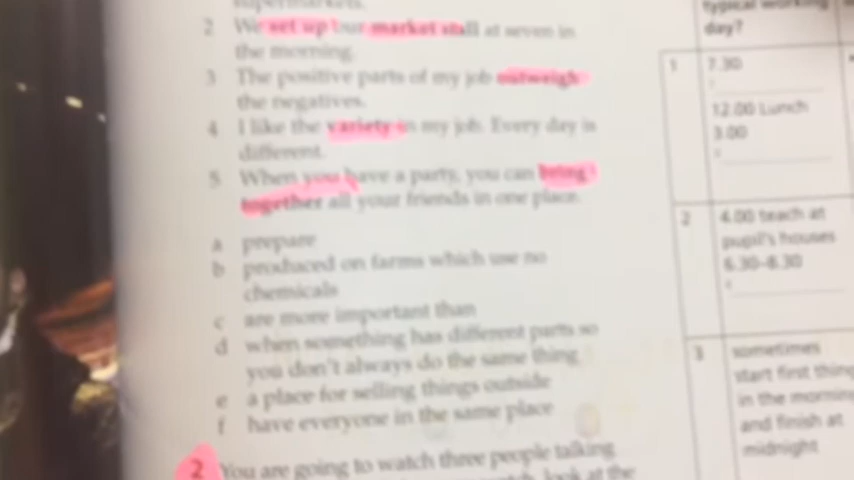 supermarkets.
2 We set up our market stall at seven in
the morning.
3 The positive parts of my job outweigh
the negatives.
4 I like the variety in my job. Every day is
different.
5 When you have a party, you can bring
together all your friends in one place.
a prepare
b produced on farms which use no
chemicals
c are more important than
d when something has different parts so
you don't always do the same thing
e a place for selling things outside
f have everyone in the same place
2 You are going to watch three people talking
look at the
typical working
day?
1 7.30
12.00 Lunch
3.00
2 4.00 teach at
pupil's houses
6.30–8.30
3 sometimes
start first thing
in the morning
and finish at
midnight